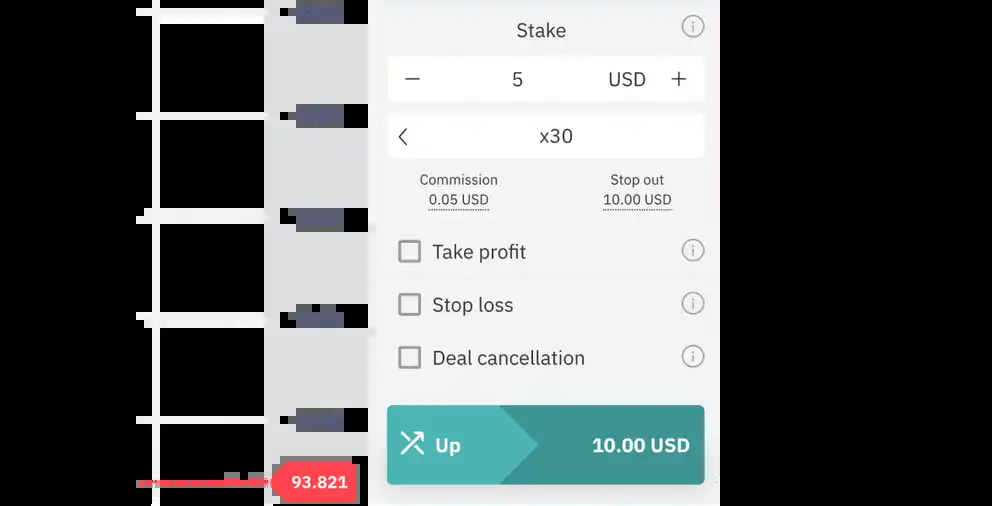 Stake
− 5 USD +
x30
Commission Stop out
0.05 USD 10.00 USD
Take profit
Stop loss
Deal cancellation
Up 10.00 USD
93.821